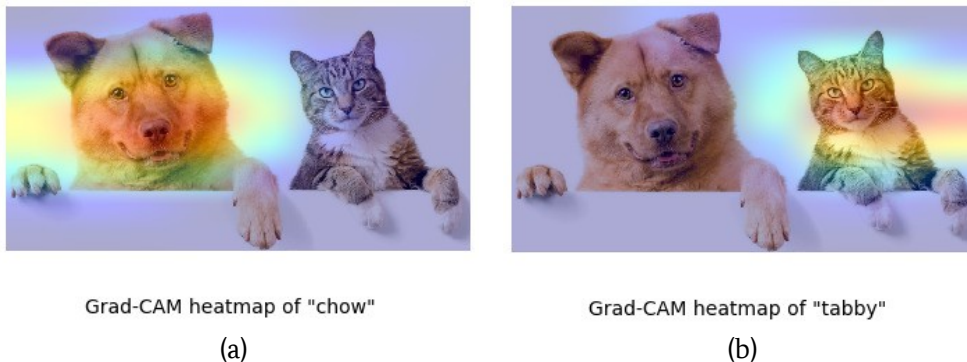 Grad-CAM heatmap of "chow"
Grad-CAM heatmap of "tabby"
(a)
(b)